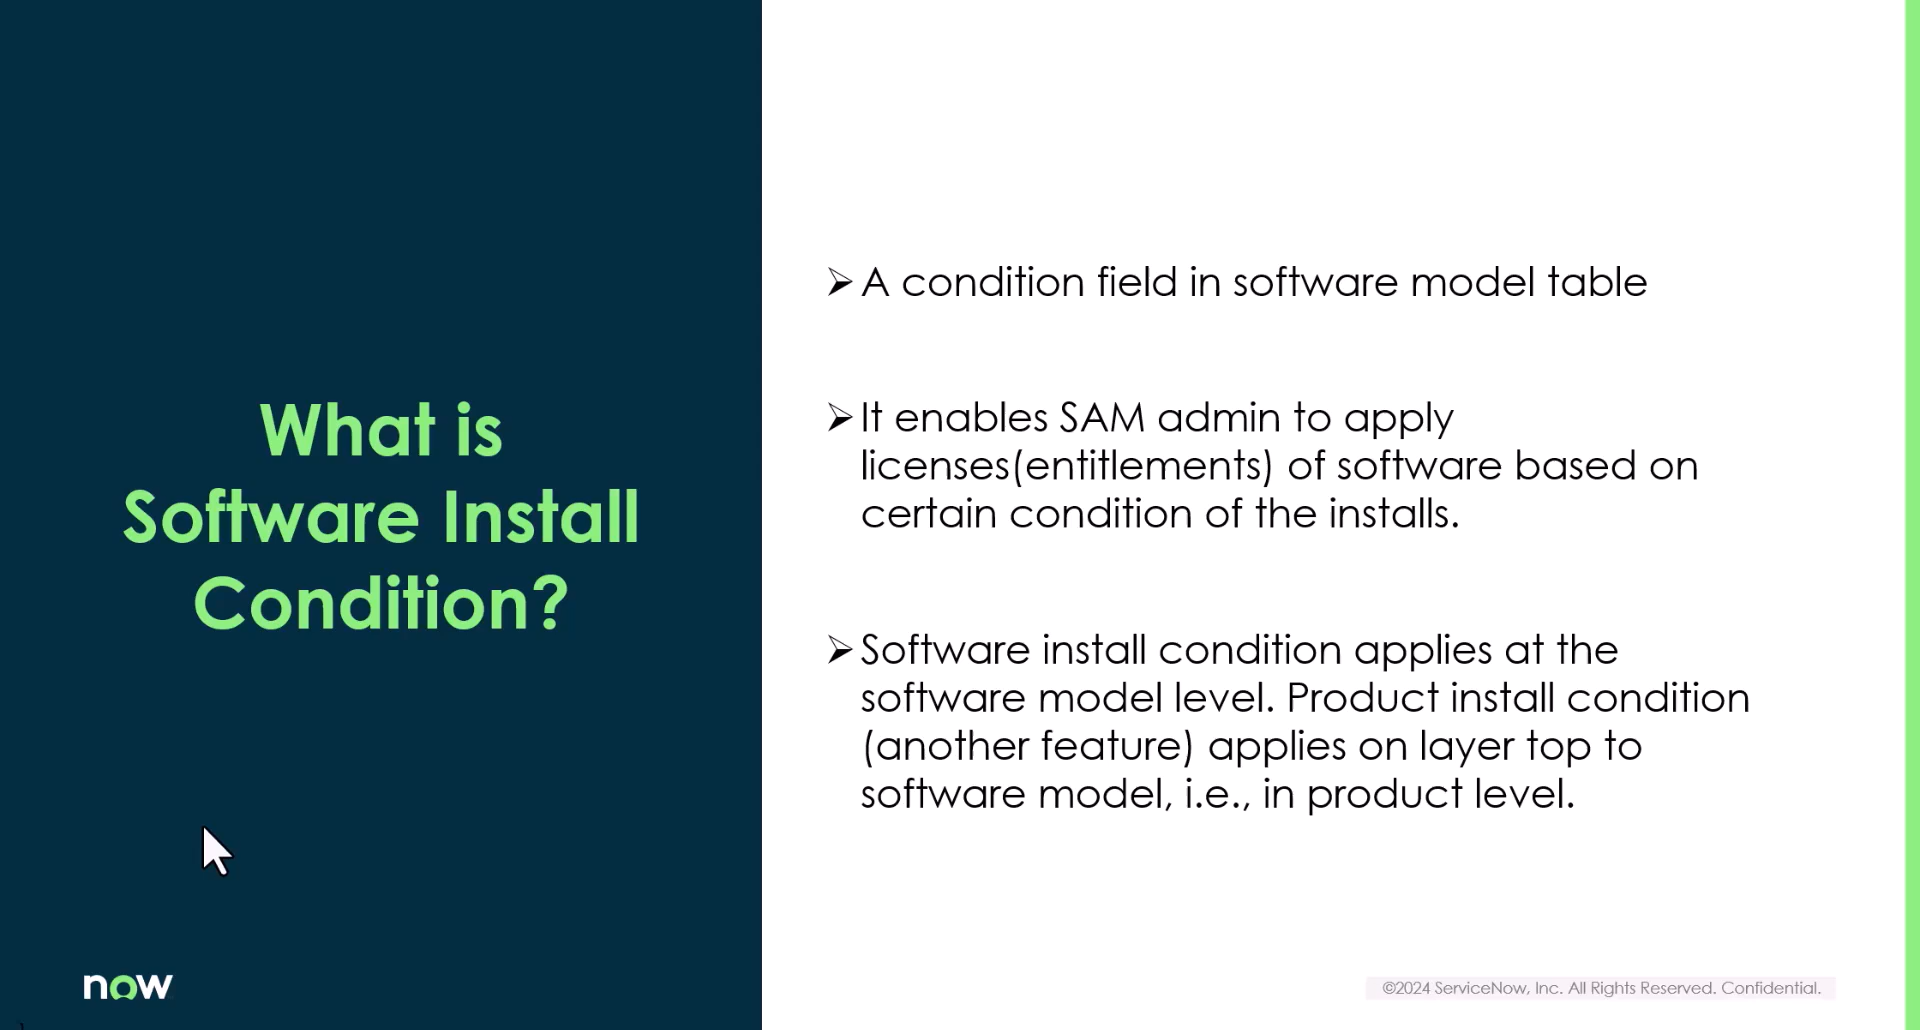 What is
Software Install
Condition?
➢A condition field in software model table
➢It enables SAM admin to apply
licenses(entitlements) of software based on
certain condition of the installs.
➢Software install condition applies at the
software model level. Product install condition
(another feature) applies on layer top to
software model, i.e., in product level.
now
©2024 ServiceNow, Inc. All Rights Reserved. Confidential.